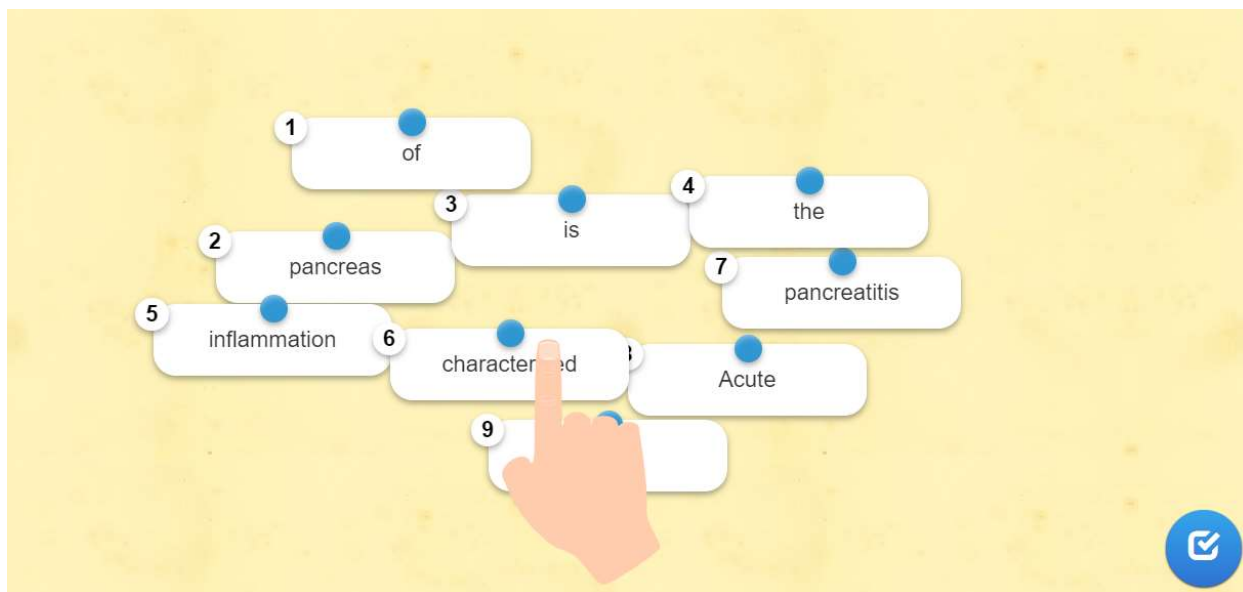 1
of
4
the
3
is
2
pancreas
7
pancreatitis
5
inflammation
6
Acute
9